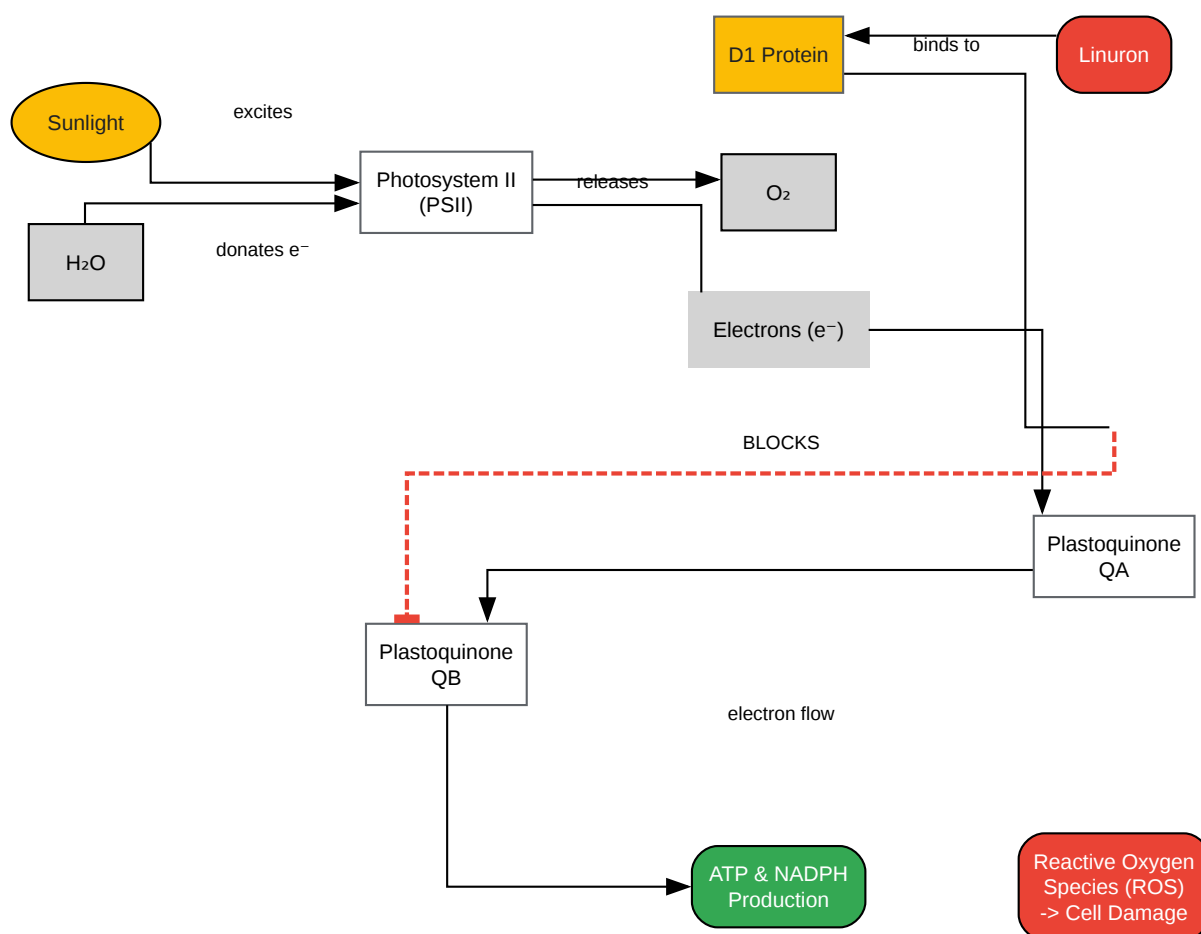 D1 Protein
binds to
Linuron
Sunlight
excites
Photosystem II
(PSII)
releases
O₂
H₂O
donates e⁻
Electrons (e⁻)
BLOCKS
Plastoquinone
QA
Plastoquinone
QB
electron flow
ATP & NADPH
Production
Reactive Oxygen
Species (ROS)
-> Cell Damage